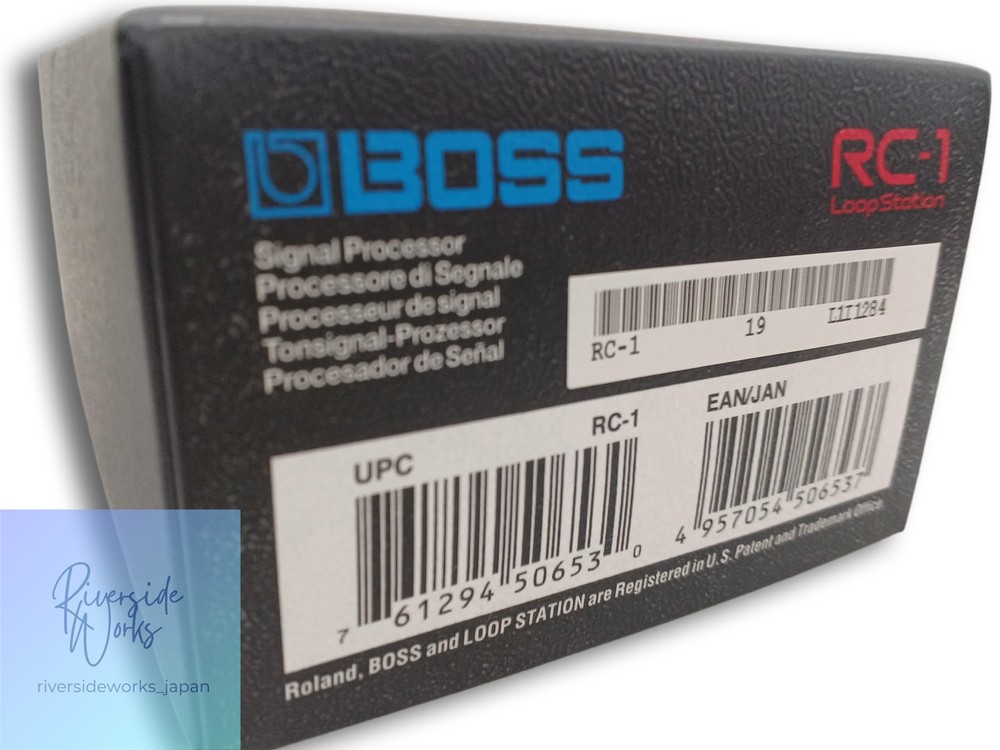 BOSS
RC-1
Loop Station
Signal Processor
Processore di Segnale
Processeur de signal
Tonsignal-Prozessor
Procesador de Señal
RC-1 19 L1I1284
UPC RC-1
7 61294 50653 0
EAN/JAN
4 957054 506537
Roland, BOSS and LOOP STATION are Registered in U.S. Patent and Trademark Office.
Riverside
Works
riversideworks_japan